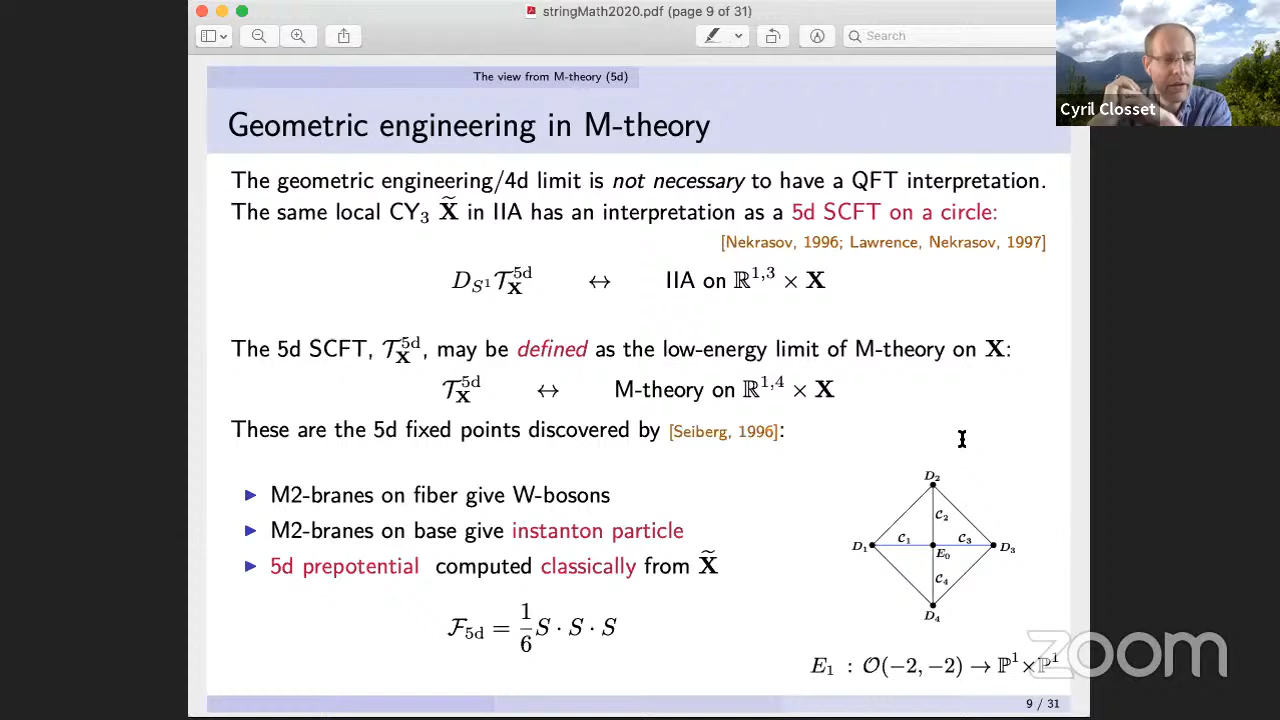 stringMath2020.pdf (page 9 of 31)
Search
Cyril Closset
The view from M-theory (5d)
Geometric engineering in M-theory
The geometric engineering/4d limit is not necessary to have a QFT interpretation.
The same local CY₃ X̃ in IIA has an interpretation as a 5d SCFT on a circle:
[Nekrasov, 1996; Lawrence, Nekrasov, 1997]
D_{S¹} 𝒯_X^{5d} ↔ IIA on ℝ^{1,3} × X
The 5d SCFT, 𝒯_X^{5d}, may be defined as the low-energy limit of M-theory on X:
𝒯_X^{5d} ↔ M-theory on ℝ^{1,4} × X
These are the 5d fixed points discovered by [Seiberg, 1996]:
▶ M2-branes on fiber give W-bosons
▶ M2-branes on base give instanton particle
▶ 5d prepotential computed classically from X̃
ℱ_{5d} = 1/6 S · S · S
D₂
C₂
D₁ C₁ C₃ D₃
E₀
C₄
D₄
E₁ : 𝒪(−2, −2) → ℙ¹×ℙ¹
9 / 31
zoom